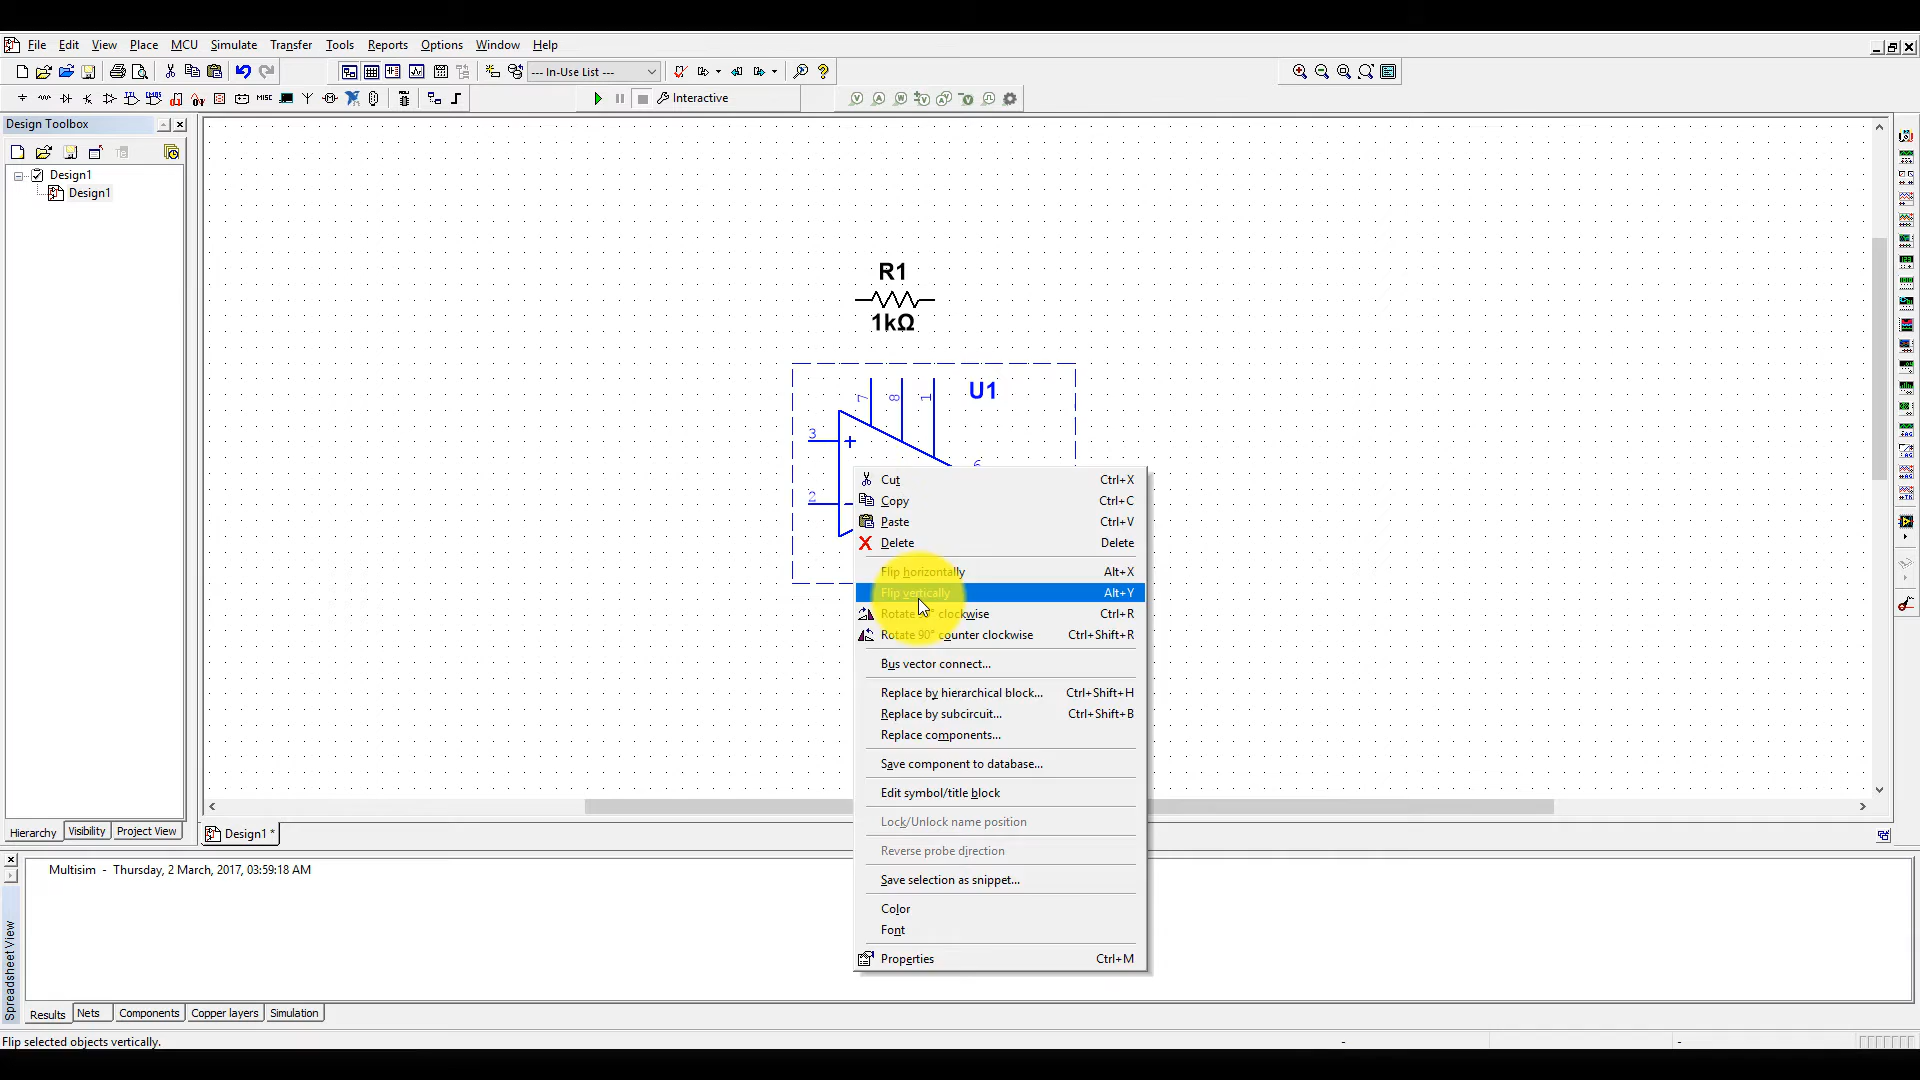 File Edit View Place MCU Simulate Transfer Tools Reports Options Window Help
--- In-Use List ---
Interactive
Design Toolbox
Design1
Design1
R1
1kΩ
U1
7 8 1
3
+
6
2
Cut Ctrl+X
Copy Ctrl+C
Paste Ctrl+V
Delete Delete
Flip horizontally Alt+X
Flip vertically Alt+Y
Rotate 90° clockwise Ctrl+R
Rotate 90° counter clockwise Ctrl+Shift+R
Bus vector connect...
Replace by hierarchical block... Ctrl+Shift+H
Replace by subcircuit... Ctrl+Shift+B
Replace components...
Save component to database...
Edit symbol/title block
Lock/Unlock name position
Reverse probe direction
Save selection as snippet...
Color
Font
Properties Ctrl+M
Hierarchy Visibility Project View
Design1 *
Multisim - Thursday, 2 March, 2017, 03:59:18 AM
Spreadsheet View
Results Nets Components Copper layers Simulation
Flip selected objects vertically. - -